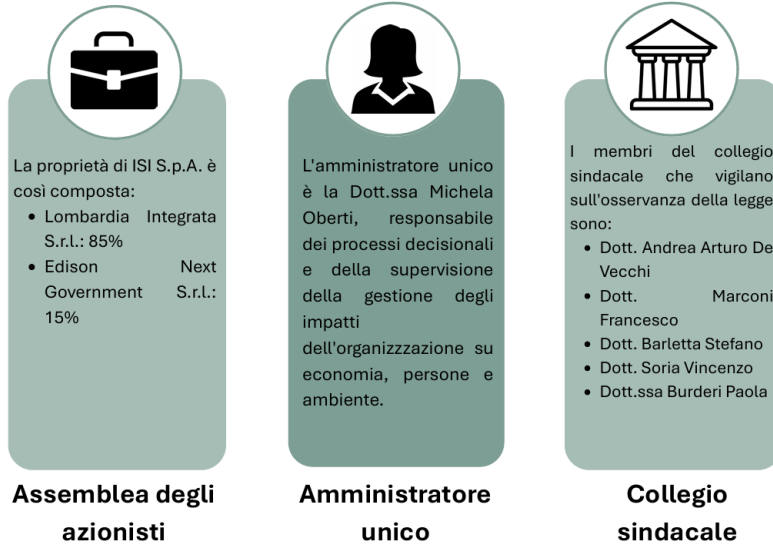 La proprietà di ISI S.p.A. è
così composta:
• Lombardia Integrata
S.r.l.: 85%
• Edison Next
Government S.r.l.:
15%
Assemblea degli
azionisti
L'amministratore unico
è la Dott.ssa Michela
Oberti, responsabile
dei processi decisionali
e della supervisione
della gestione degli
impatti
dell'organizzzazione su
economia, persone e
ambiente.
Amministratore
unico
I membri del collegio
sindacale che vigilano
sull'osservanza della legge
sono:
• Dott. Andrea Arturo De
Vecchi
• Dott. Marconi
Francesco
• Dott. Barletta Stefano
• Dott. Soria Vincenzo
• Dott.ssa Burderi Paola
Collegio
sindacale